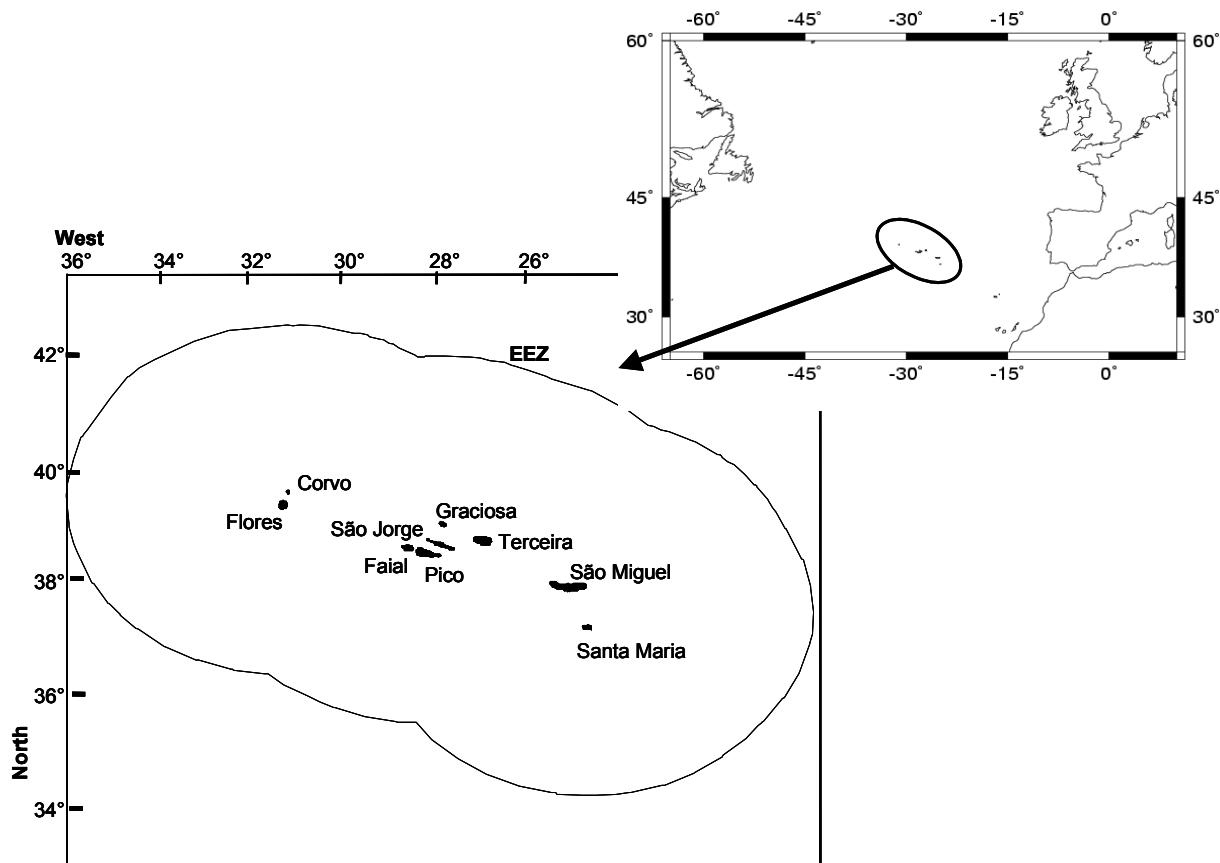 -60° -45° -30° -15° 0°
60° 60°
45° 45°
30° 30°
-60° -45° -30° -15° 0°
West
36° 34° 32° 30° 28° 26°
42°
EEZ
40°
Corvo
Flores
Graciosa
São Jorge
Terceira
Faial
Pico
38°
São Miguel
Santa Maria
36°
North
34°